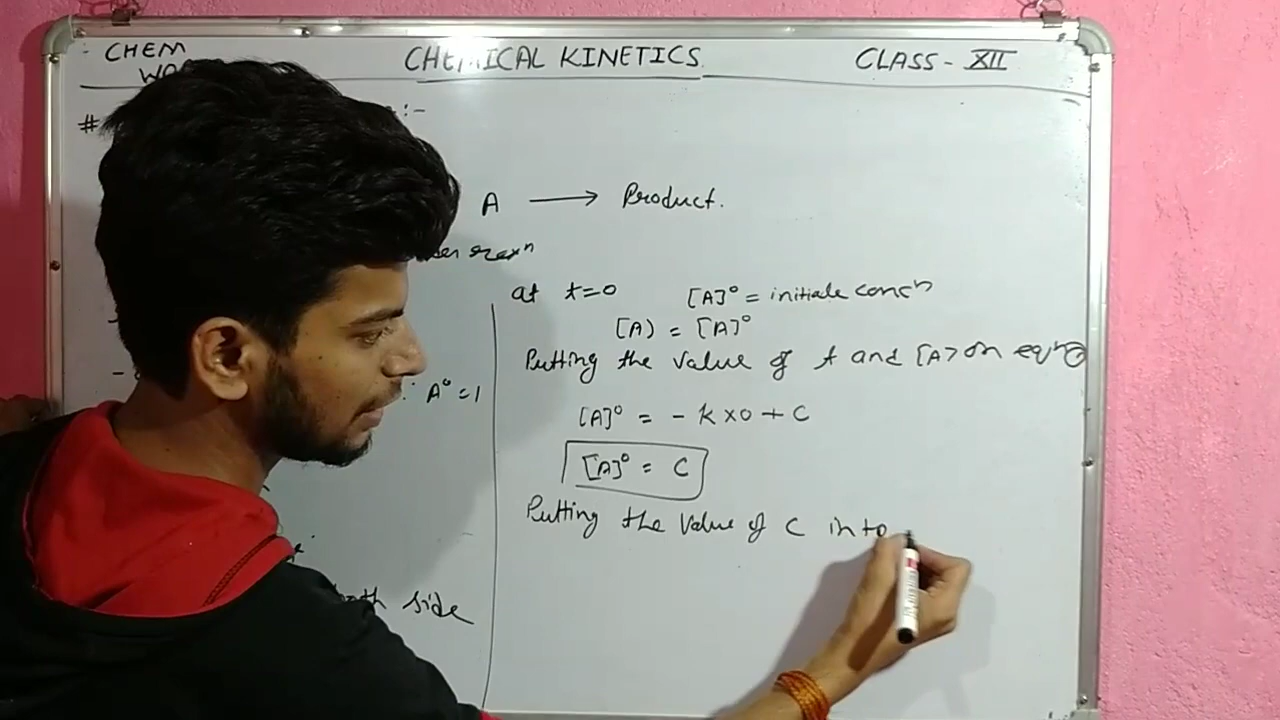 CHEM CHEMICAL KINETICS CLASS- XII
#
:-
A ⟶ Product.
at t=0 [A]° = initiale concn
[A) = [A]°
Putting the value of t and [A] on eqn
A° = 1
[A]° = - K×0 + C
[A]° = C
Putting the value of C into
both side